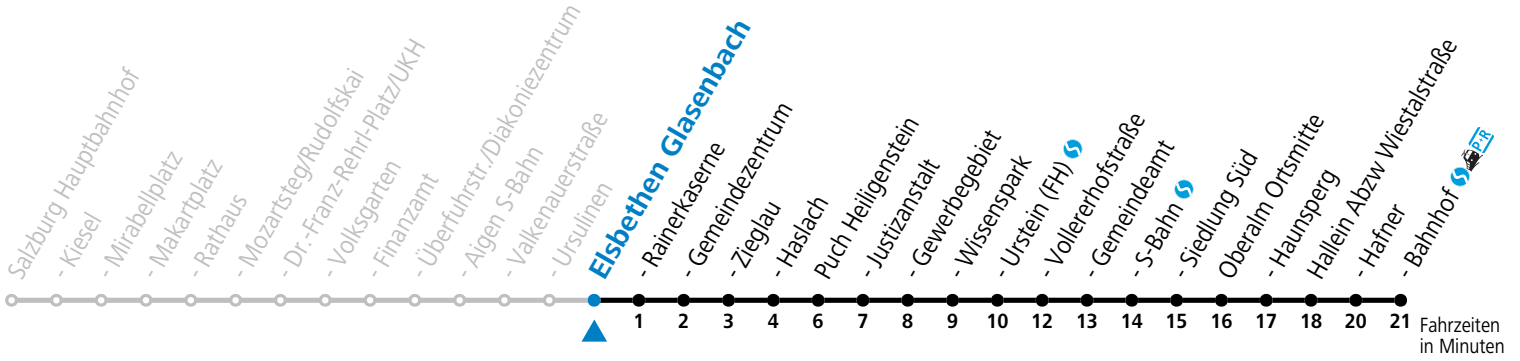 Salzburg Hauptbahnhof
- Kiesel
- Mirabellplatz
- Makartplatz
- Rathaus
- Mozartsteg/Rudolfskai
- Dr.-Franz-Rehrl-Platz/UKH
- Volksgarten
- Finanzamt
- Überfuhrstr./Diakoniezentrum
- Aigen S-Bahn
- Valkenauerstraße
- Ursulinen
Elsbethen Glasenbach
- Rainerkaserne
- Gemeindezentrum
- Zieglau
- Haslach
Puch Heiligenstein
- Justizanstalt
- Gewerbegebiet
- Wissenspark
- Urstein (FH)
- Vollererhofstraße
- Gemeindeamt
- S-Bahn
- Siedlung Süd
Oberalm Ortsmitte
- Haunsperg
Hallein Abzw Wiestalstraße
- Hafner
- Bahnhof P+R
1 2 3 4 6 7 8 9 10 12 13 14 15 16 17 18 20 21 Fahrzeiten
in Minuten